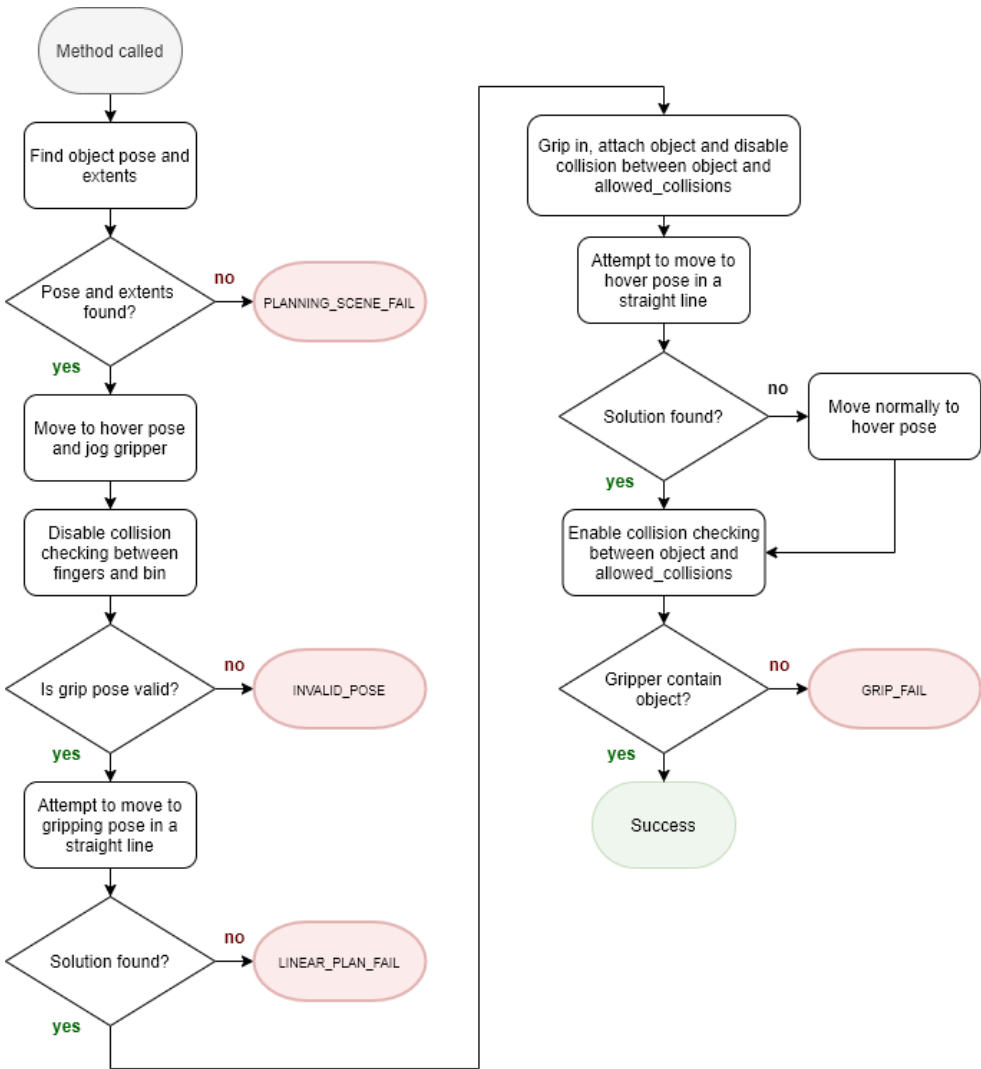 Method called
Find object pose and
extents
Pose and extents
found?
no
PLANNING_SCENE_FAIL
yes
Move to hover pose
and jog gripper
Disable collision
checking between
fingers and bin
Is grip pose valid?
no
INVALID_POSE
yes
Attempt to move to
gripping pose in a
straight line
Solution found?
no
LINEAR_PLAN_FAIL
yes
Grip in, attach object and disable
collision between object and
allowed_collisions
Attempt to move to
hover pose in a
straight line
Solution found?
no
Move normally to
hover pose
yes
Enable collision checking
between object and
allowed_collisions
Gripper contain
object?
no
GRIP_FAIL
yes
Success